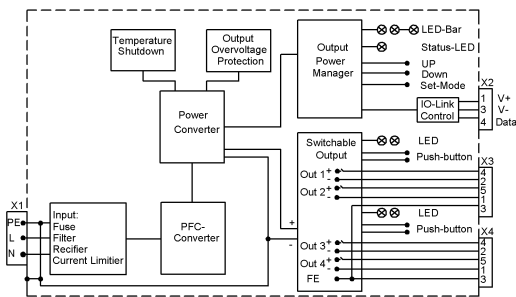 Temperature
Shutdown
Output
Overvoltage
Protection
Output
Power
Manager
LED-Bar
Status-LED
UP
Down
Set-Mode
IO-Link
Control
X2
1
3
4
V+
V-
Data
Power
Converter
Switchable
Output
LED
Push-button
Out 1
+
-
Out 2
+
-
X3
4
2
5
1
3
LED
Push-button
X1
PE
L
N
Input:
Fuse
Filter
Recifier
Current Limitier
PFC-
Converter
+
-
Out 3
+
-
Out 4
+
-
FE
X4
4
2
5
1
3